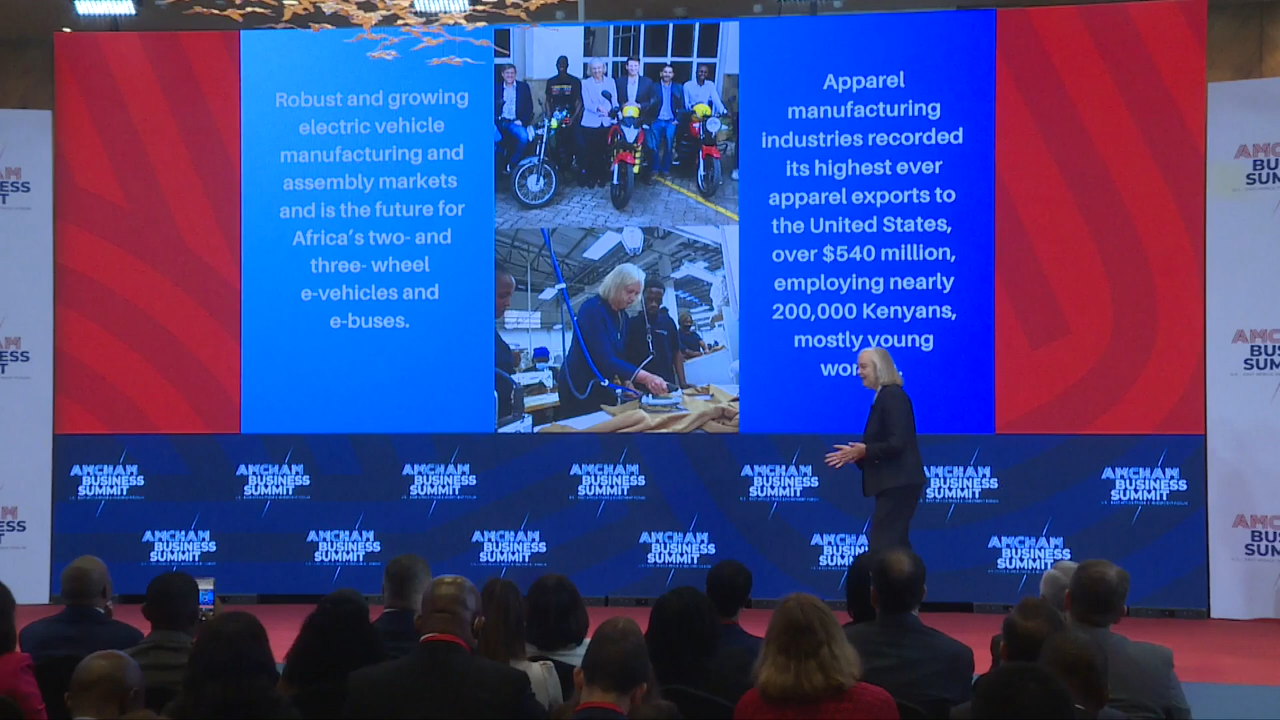 Robust and growing
electric vehicle
manufacturing and
assembly markets
and is the future for
Africa's two- and
three- wheel
e-vehicles and
e-buses.
Apparel
manufacturing
industries recorded
its highest ever
apparel exports to
the United States,
over $540 million,
employing nearly
200,000 Kenyans,
mostly young
AMCHAM
BUSINESS
SUMMIT
AMCHAM
BUSINESS
SUMMIT
AMCHAM
BUSINESS
SUMMIT
AMCHAM
BUSINESS
SUMMIT
AMCHAM
BUSINESS
SUMMIT
AMCHAM
BUSINESS
SUMMIT
AMCHAM
BUSINESS
SUMMIT
AMCHAM
BUSINESS
SUMMIT
AMCHAM
BUSINESS
SUMMIT
AMCHAM
BUSINESS
SUMMIT
AMCHAM
BUSINESS
SUMMIT
BUSINESS
SUMMIT
AMCHAM
BUSINESS
SUMMIT